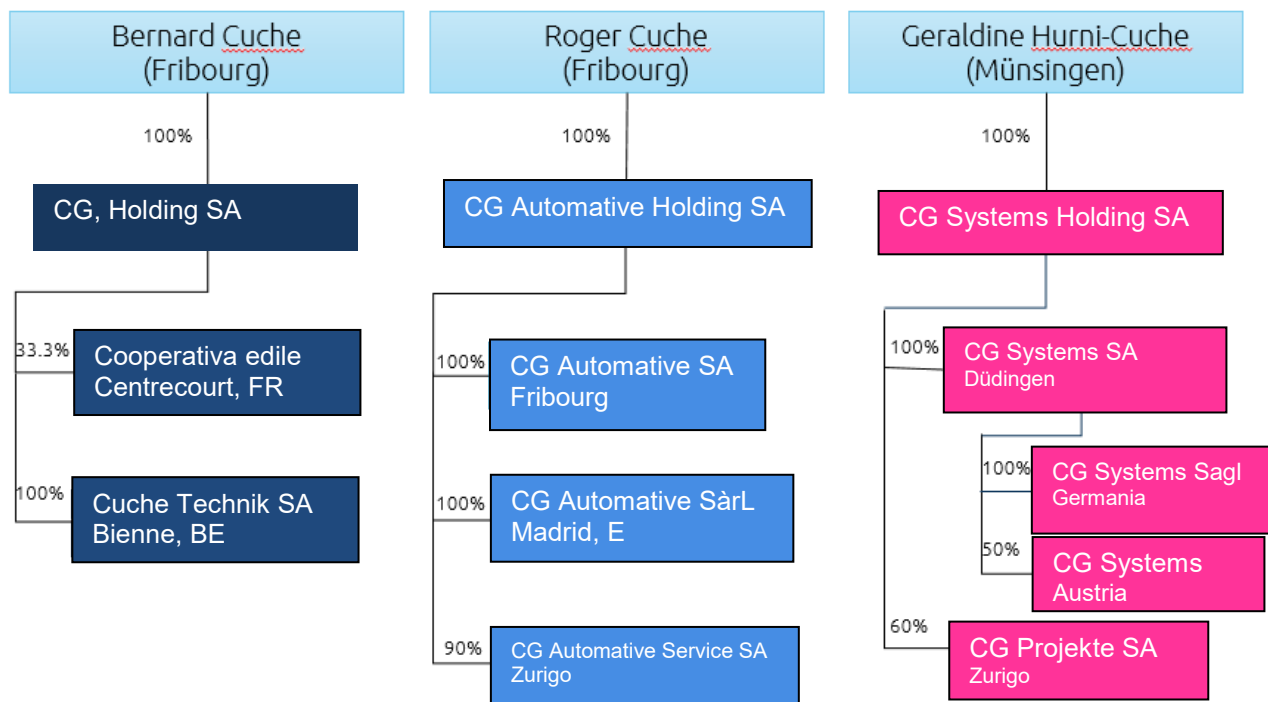 Bernard Cuche
(Fribourg)
100%
CG, Holding SA
33.3%
Cooperativa edile
Centrecourt, FR
100%
Cuche Technik SA
Bienne, BE
Roger Cuche
(Fribourg)
100%
CG Automative Holding SA
100%
CG Automative SA
Fribourg
100%
CG Automative SàrL
Madrid, E
90%
CG Automative Service SA
Zurigo
Geraldine Hurni-Cuche
(Münsingen)
100%
CG Systems Holding SA
100%
CG Systems SA
Düdingen
100%
CG Systems Sagl
Germania
50%
CG Systems
Austria
60%
CG Projekte SA
Zurigo